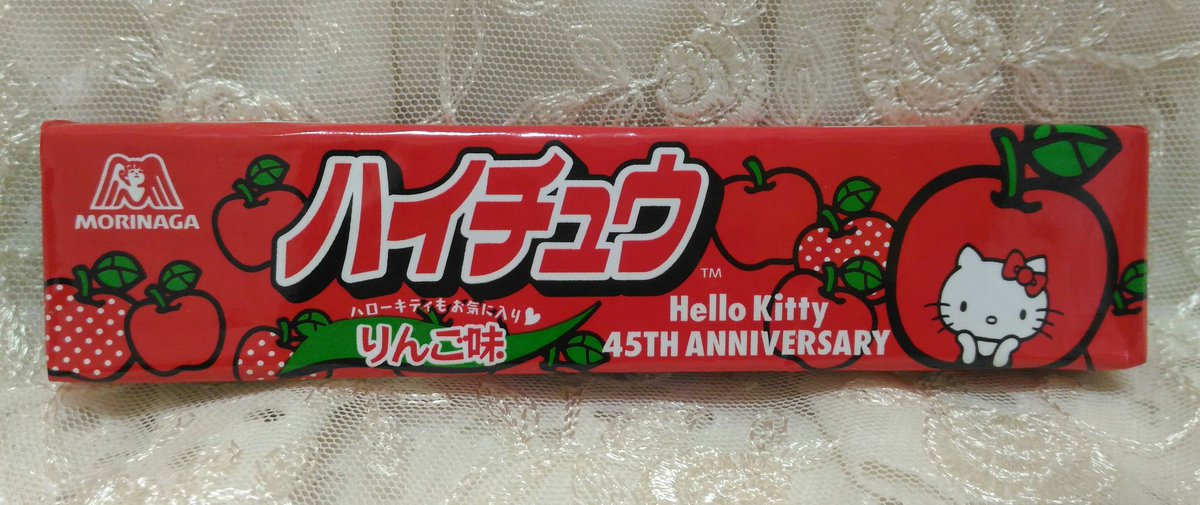 MORINAGA
ハイチュウ
TM
ハローキティもお気に入り
りんご味
Hello Kitty
45TH ANNIVERSARY